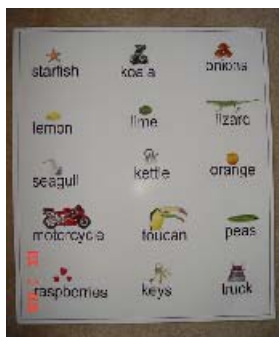 starfish koala onions
lemon lime lizard
seagull kettle orange
motorcycle toucan peas
raspberries keys truck